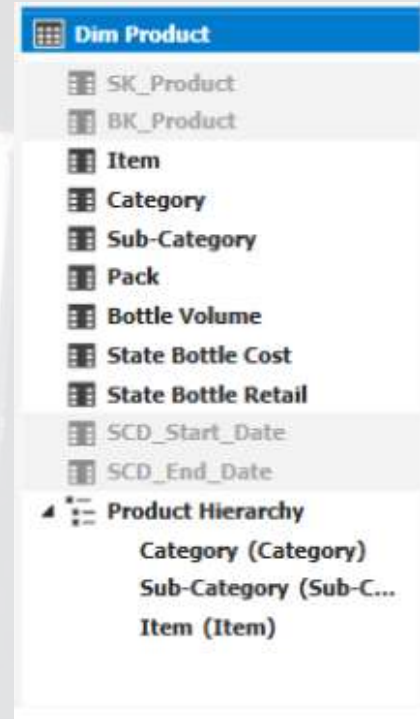 Dim Product
SK_Product
BK_Product
Item
Category
Sub-Category
Pack
Bottle Volume
State Bottle Cost
State Bottle Retail
SCD_Start_Date
SCD_End_Date
Product Hierarchy
Category (Category)
Sub-Category (Sub-C...
Item (Item)